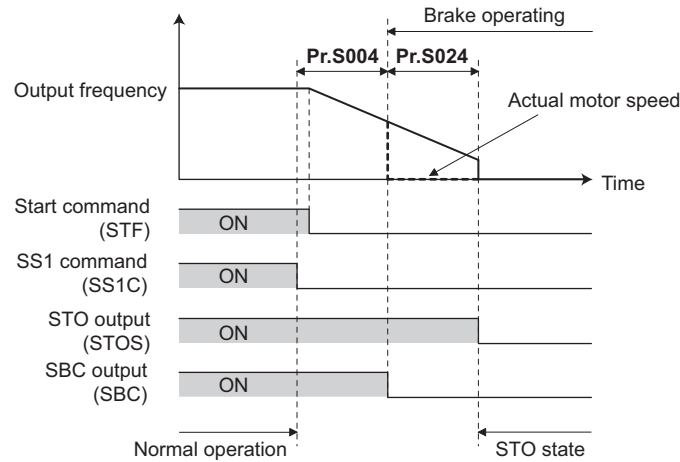 Brake operating
Pr.S004
Pr.S024
Output frequency
Actual motor speed
Time
Start command
(STF)
ON
SS1 command
(SS1C)
ON
STO output
(STOS)
ON
SBC output
(SBC)
ON
Normal operation
STO state